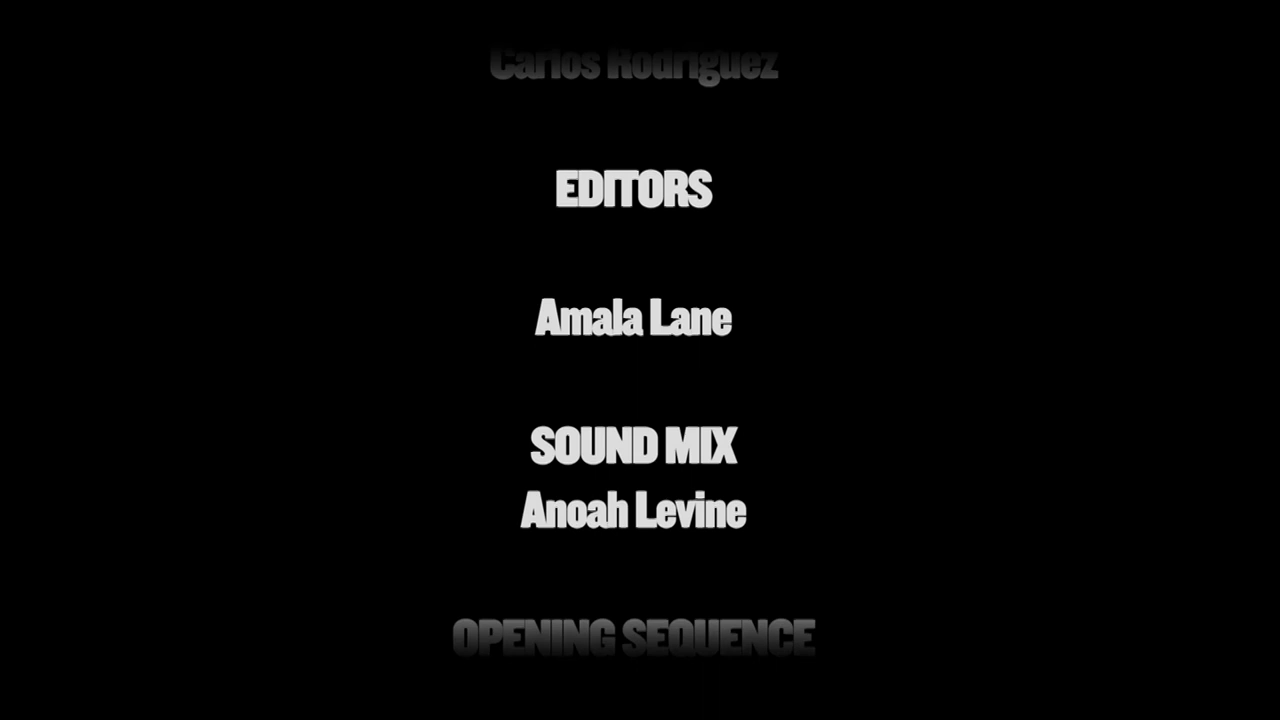 Carlos Rodriguez
EDITORS
Amala Lane
SOUND MIX
Anoah Levine
OPENING SEQUENCE